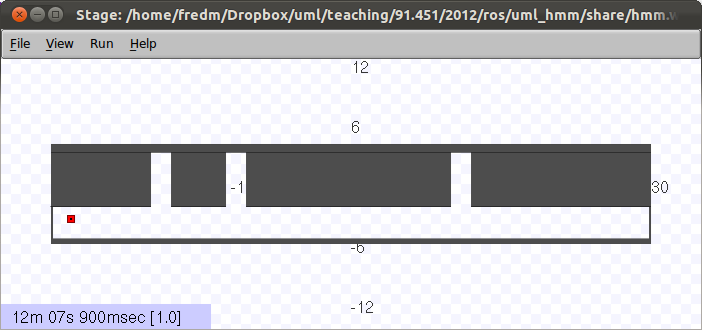 Stage: /home/fredm/Dropbox/uml/teaching/91.451/2012/ros/uml_hmm/share/hmm.w
File View Run Help
12
6
-1
30
-6
-12
12m 07s 900msec [1.0]